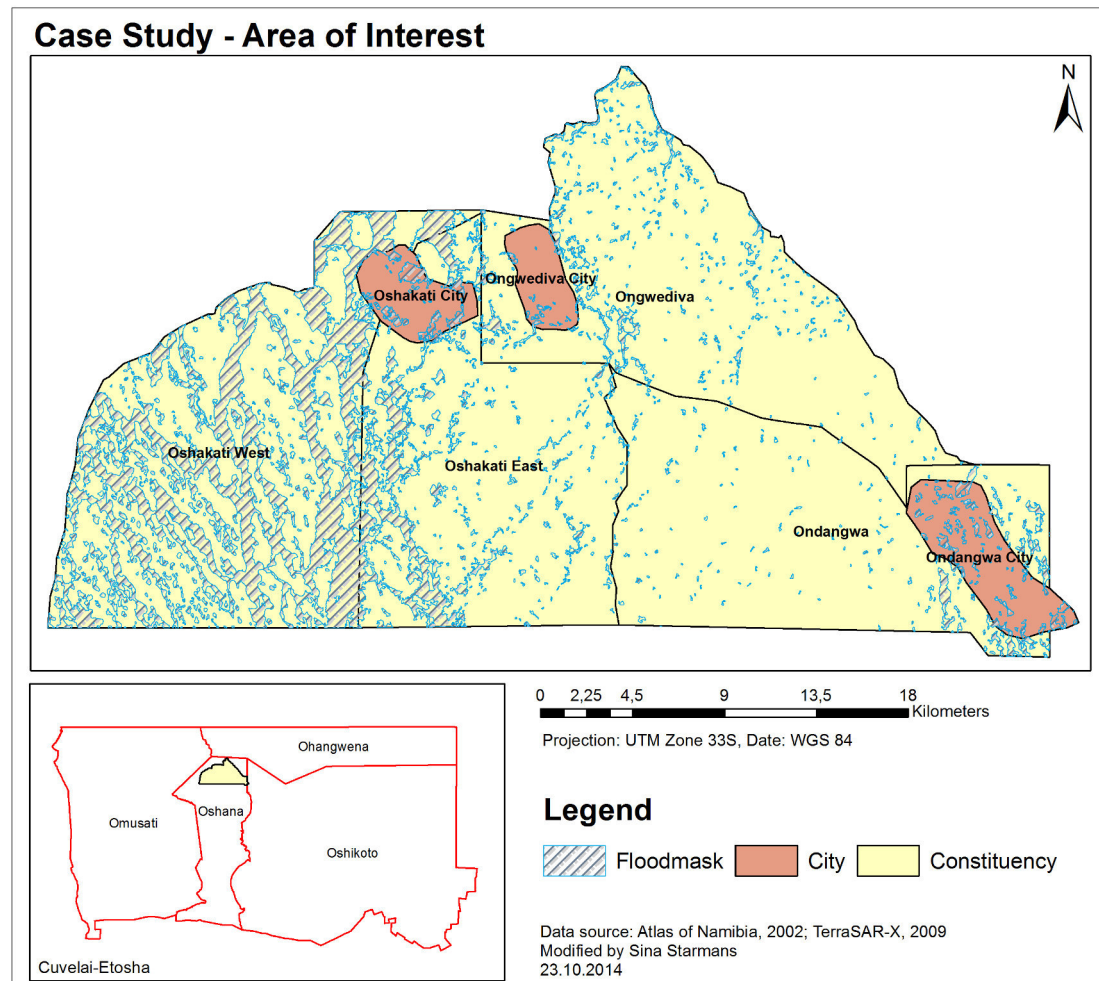 Case Study - Area of Interest
N
Ongwediva City
Oshakati City
Ongwediva
Oshakati West
Oshakati East
Ondangwa
Ondangwa City
0 2,25 4,5 9 13,5 18
Kilometers
Projection: UTM Zone 33S, Date: WGS 84
Ohangwena
Omusati
Oshana
Oshikoto
Cuvelai-Etosha
Legend
Floodmask City Constituency
Data source: Atlas of Namibia, 2002; TerraSAR-X, 2009
Modified by Sina Starmans
23.10.2014